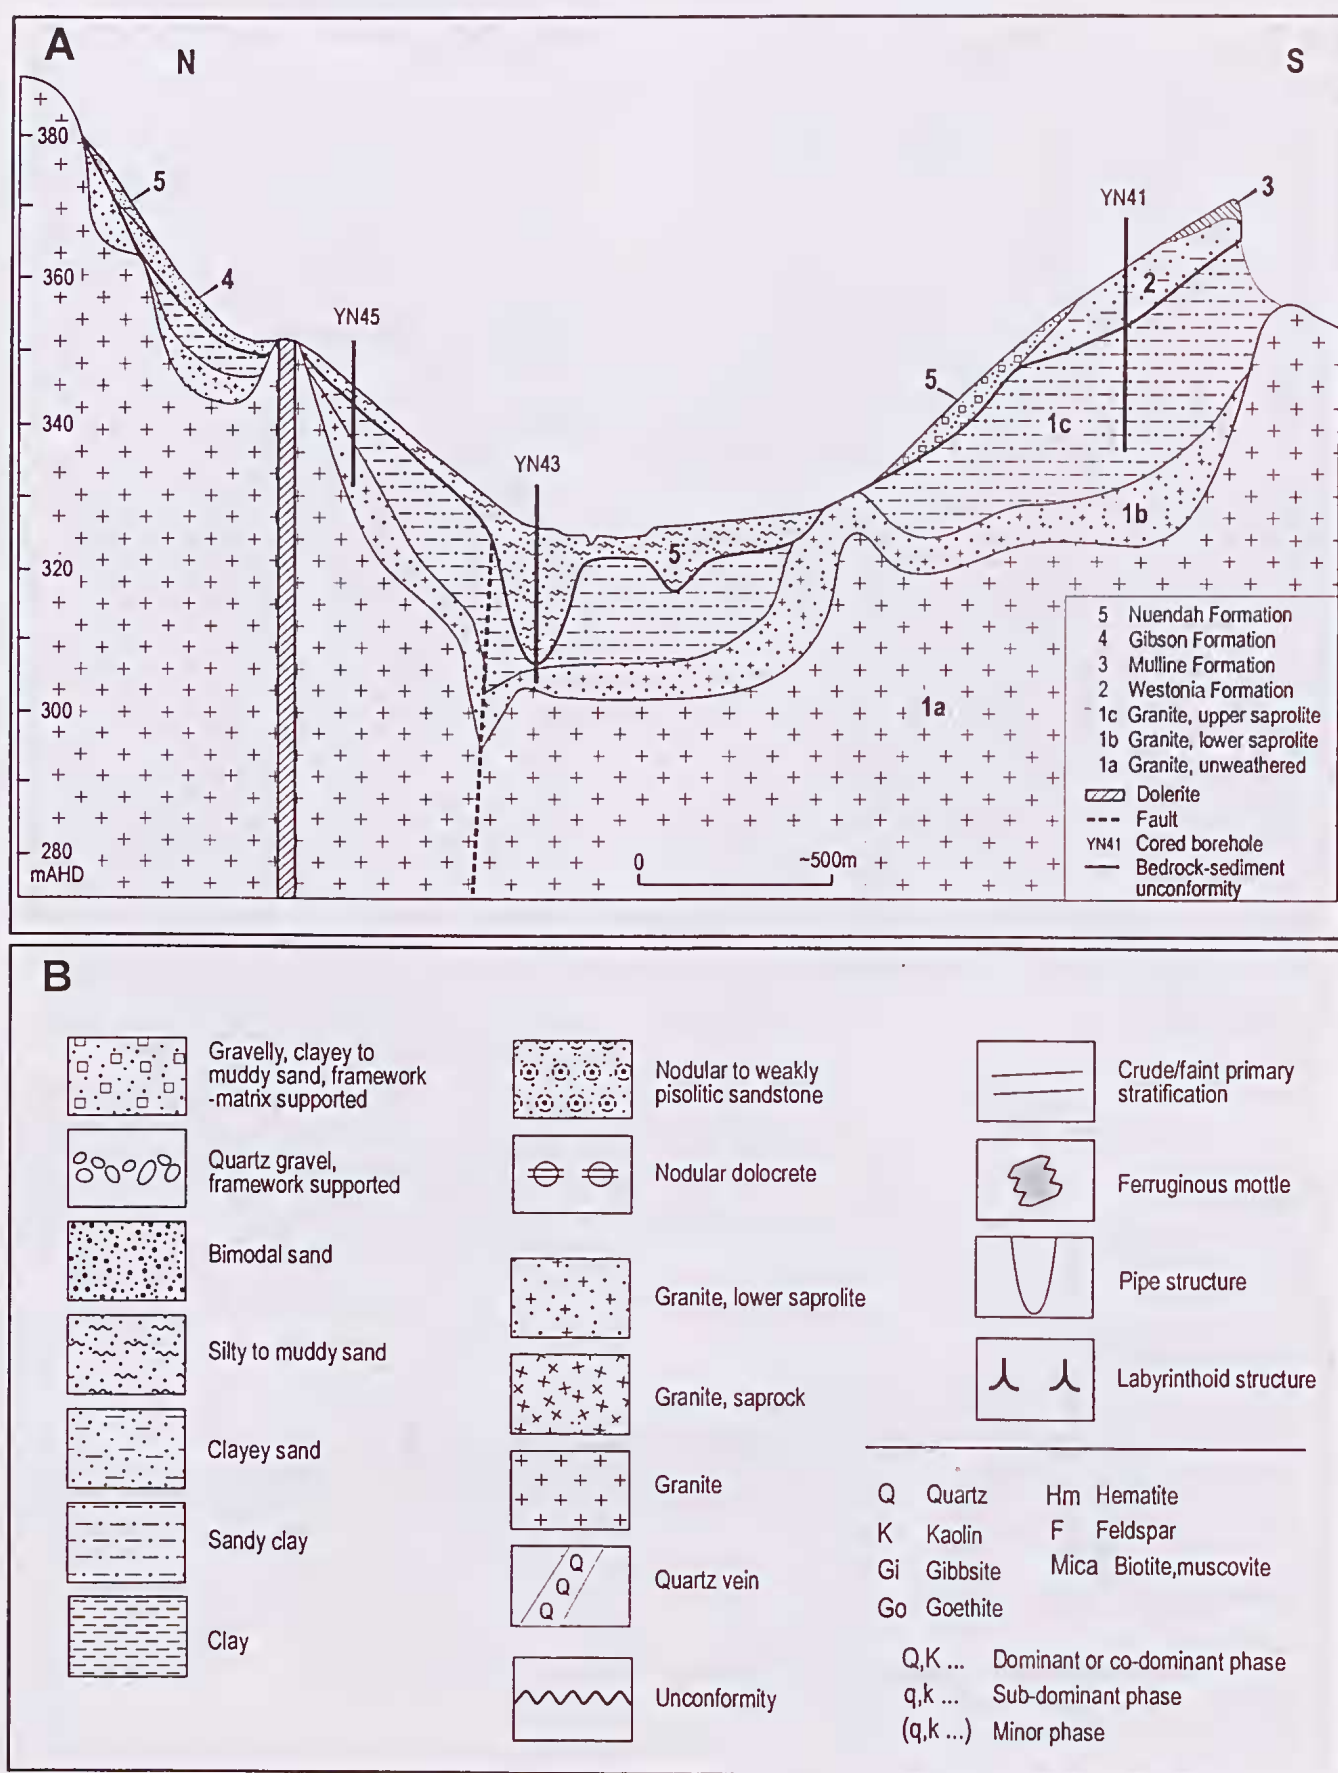 A
N
S
380
360
340
320
300
280
mAHD
5
4
YN45
YN43
YN41
3
2
5
1c
1b
5
1a
0
~500m
5 Nuendah Formation
4 Gibson Formation
3 Mulline Formation
2 Westonia Formation
1c Granite, upper saprolite
1b Granite, lower saprolite
1a Granite, unweathered
Dolerite
Fault
YN41 Cored borehole
Bedrock-sediment
unconformity
B
Gravelly, clayey to
muddy sand, framework
-matrix supported
Quartz gravel,
framework supported
Bimodal sand
Silty to muddy sand
Clayey sand
Sandy clay
Clay
Nodular to weakly
pisolitic sandstone
Nodular dolocrete
Granite, lower saprolite
Granite, saprock
Granite
Q
Q
Q
Quartz vein
Unconformity
Crude/faint primary
stratification
Ferruginous mottle
Pipe structure
Labyrinthoid structure
Q Quartz Hm Hematite
K Kaolin F Feldspar
Gi Gibbsite Mica Biotite,muscovite
Go Goethite
Q,K ... Dominant or co-dominant phase
q,k ... Sub-dominant phase
(q,k ...) Minor phase